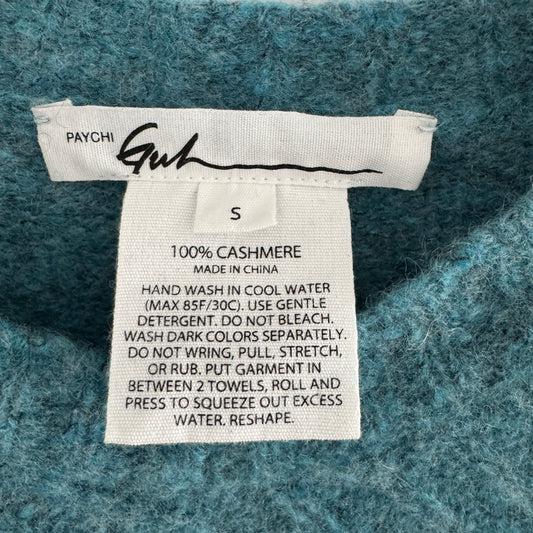 PAYCHI Guh
S
100% CASHMERE
MADE IN CHINA
HAND WASH IN COOL WATER
(MAX 85F/30C). USE GENTLE
DETERGENT. DO NOT BLEACH.
WASH DARK COLORS SEPARATELY.
DO NOT WRING, PULL, STRETCH,
OR RUB. PUT GARMENT IN
BETWEEN 2 TOWELS, ROLL AND
PRESS TO SQUEEZE OUT EXCESS
WATER. RESHAPE.